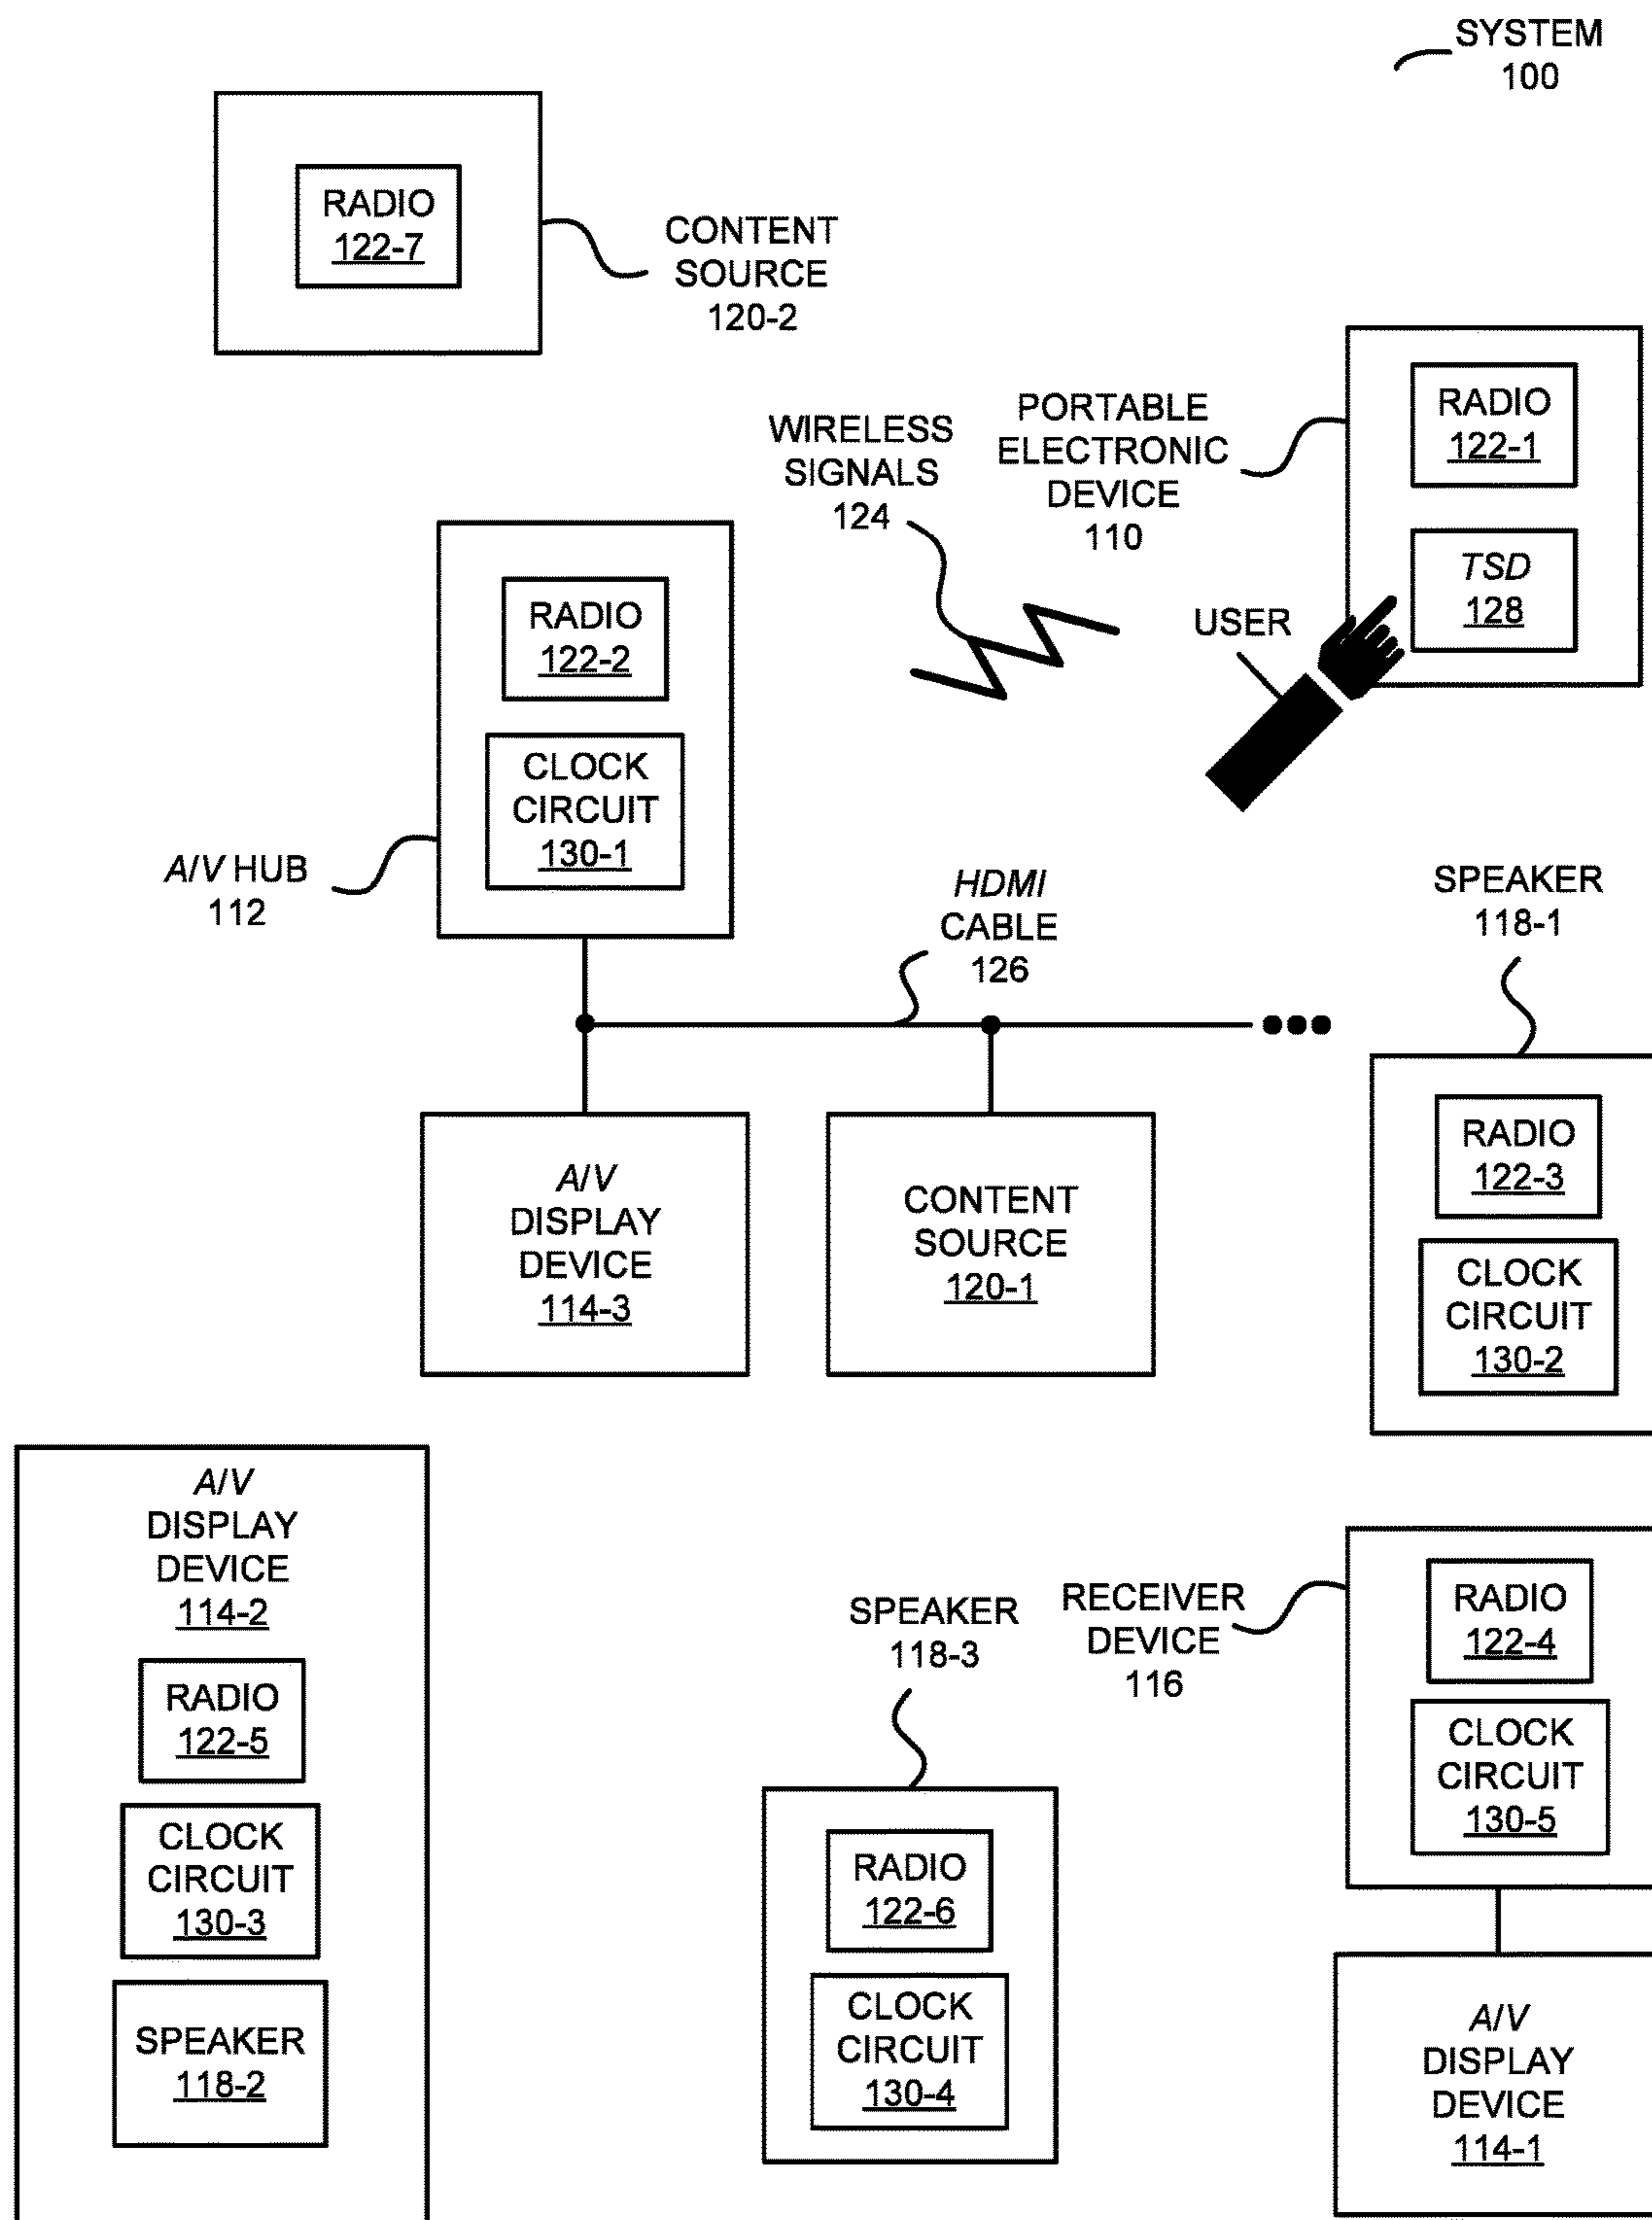 SYSTEM
100
RADIO
122-7
CONTENT
SOURCE
120-2
RADIO
122-1
PORTABLE
ELECTRONIC
DEVICE
110
WIRELESS
SIGNALS
124
TSD
128
USER
RADIO
122-2
CLOCK
CIRCUIT
130-1
A/V HUB
112
HDMI
CABLE
126
SPEAKER
118-1
RADIO
122-3
CLOCK
CIRCUIT
130-2
A/V
DISPLAY
DEVICE
114-3
CONTENT
SOURCE
120-1
A/V
DISPLAY
DEVICE
114-2
RADIO
122-5
CLOCK
CIRCUIT
130-3
SPEAKER
118-2
SPEAKER
118-3
RADIO
122-6
CLOCK
CIRCUIT
130-4
RECEIVER
DEVICE
116
RADIO
122-4
CLOCK
CIRCUIT
130-5
A/V
DISPLAY
DEVICE
114-1